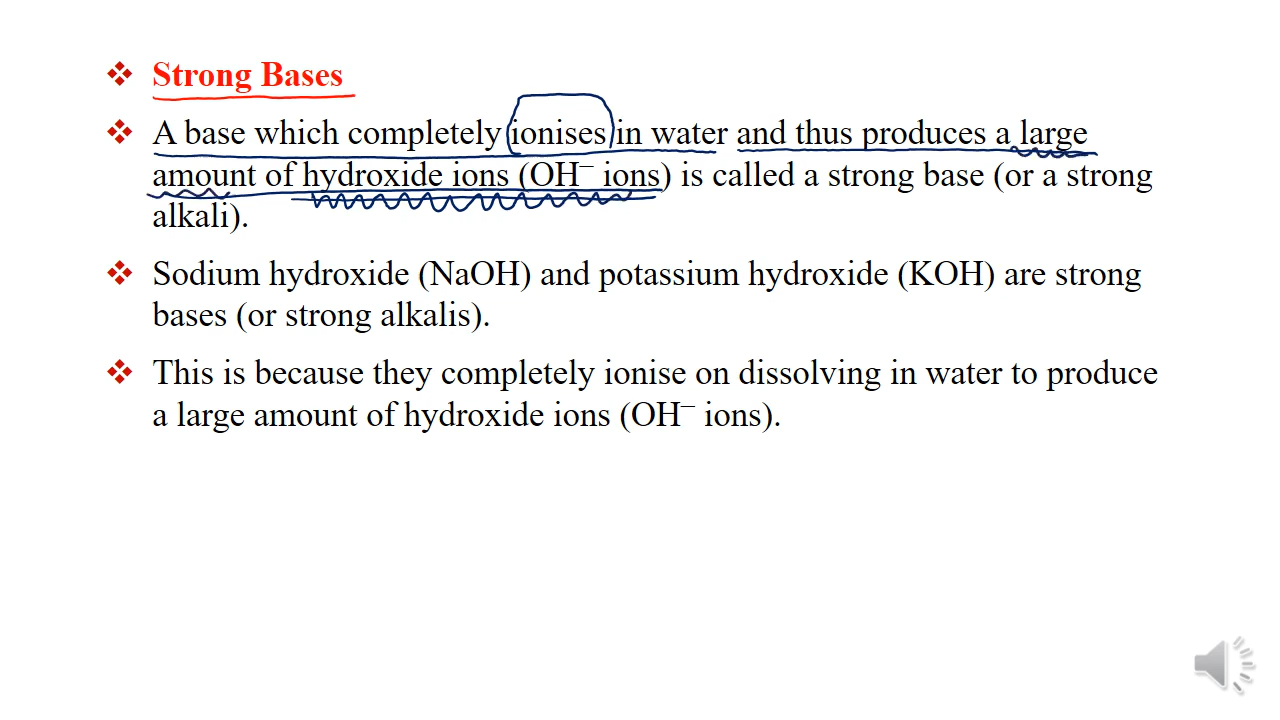 ❖ Strong Bases
❖ A base which completely ionises in water and thus produces a large
amount of hydroxide ions (OH⁻ ions) is called a strong base (or a strong
alkali).
❖ Sodium hydroxide (NaOH) and potassium hydroxide (KOH) are strong
bases (or strong alkalis).
❖ This is because they completely ionise on dissolving in water to produce
a large amount of hydroxide ions (OH⁻ ions).